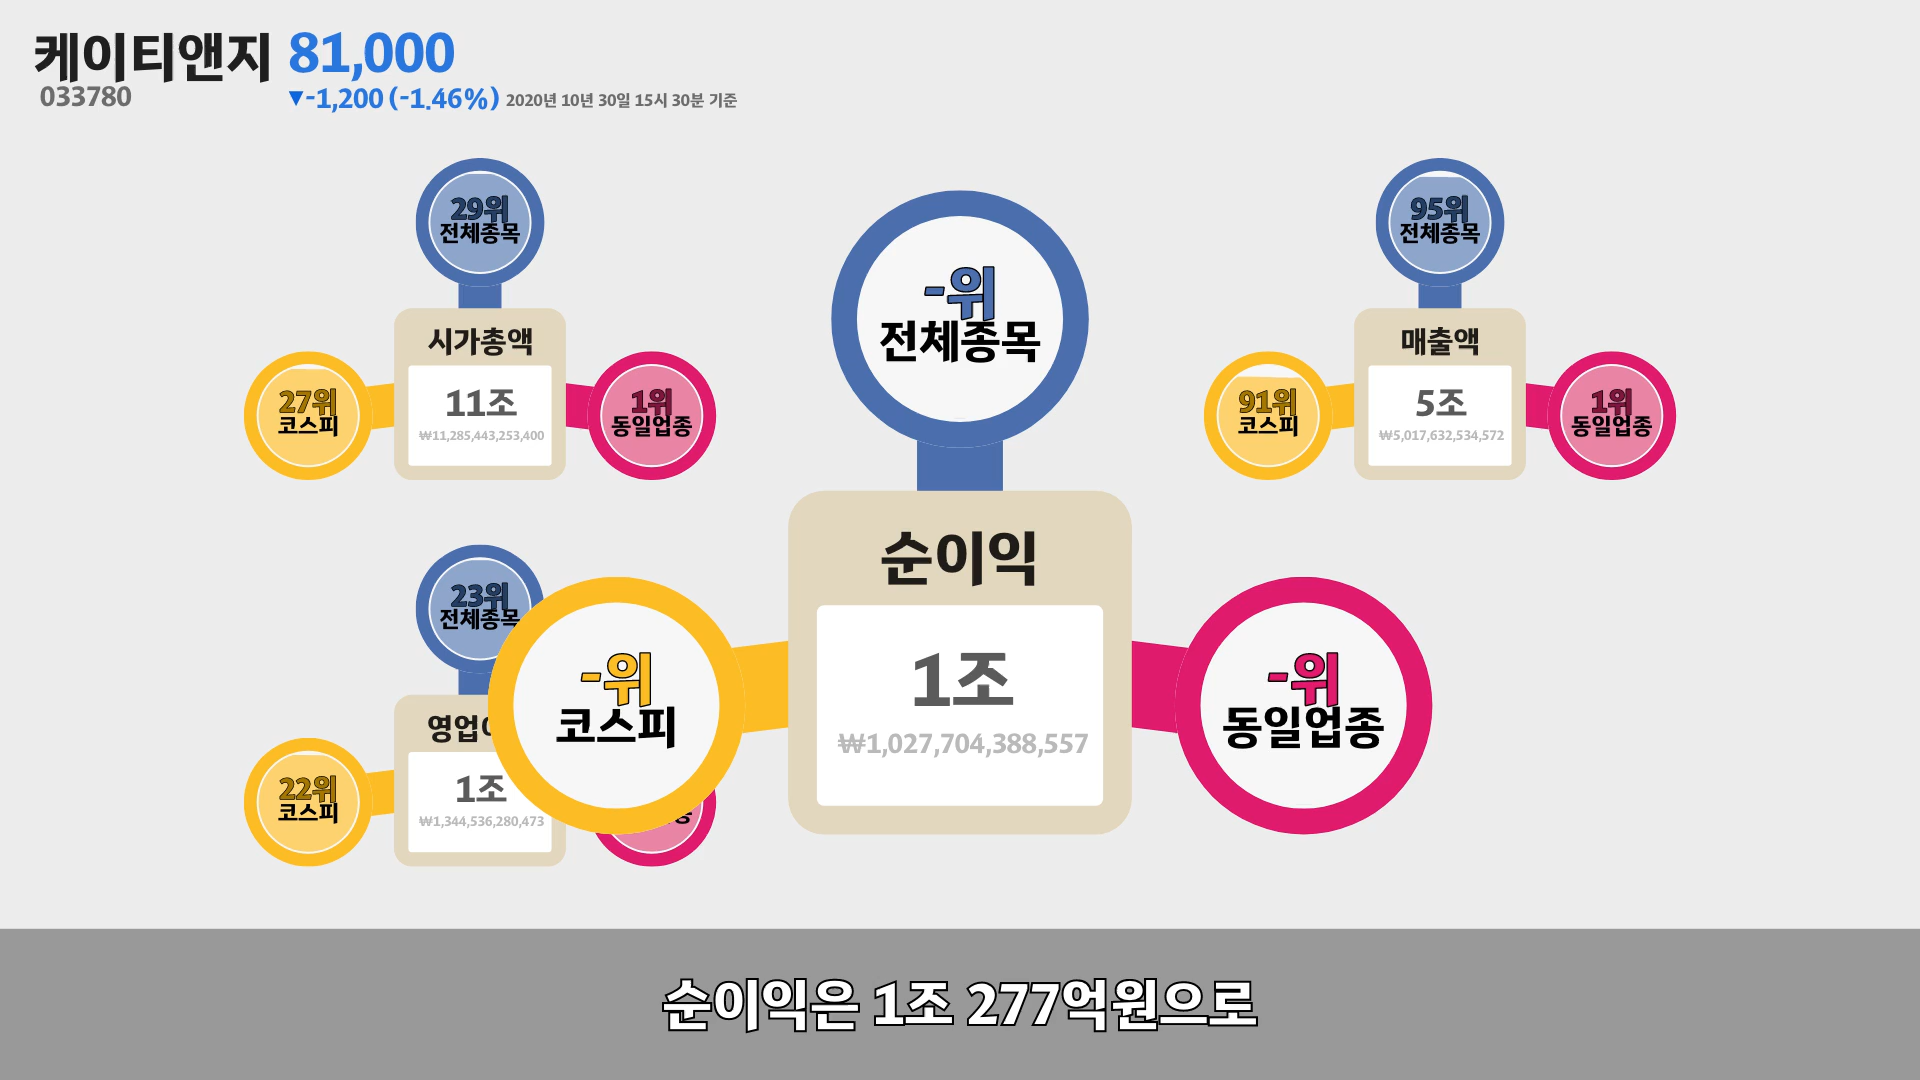 케이티앤지 81,000
033780
▼-1,200 (-1.46%) 2020년 10년 30일 15시 30분 기준
29위
전체종목
시가총액
11조
₩11,285,443,253,400
27위
코스피
1위
동일업종
-위
전체종목
순이익
1조
₩1,027,704,388,557
-위
코스피
-위
동일업종
95위
전체종목
매출액
5조
₩5,017,632,534,572
91위
코스피
1위
동일업종
23위
전체종목
영업
1조
₩1,344,536,280,473
22위
코스피
순이익은 1조 277억원으로